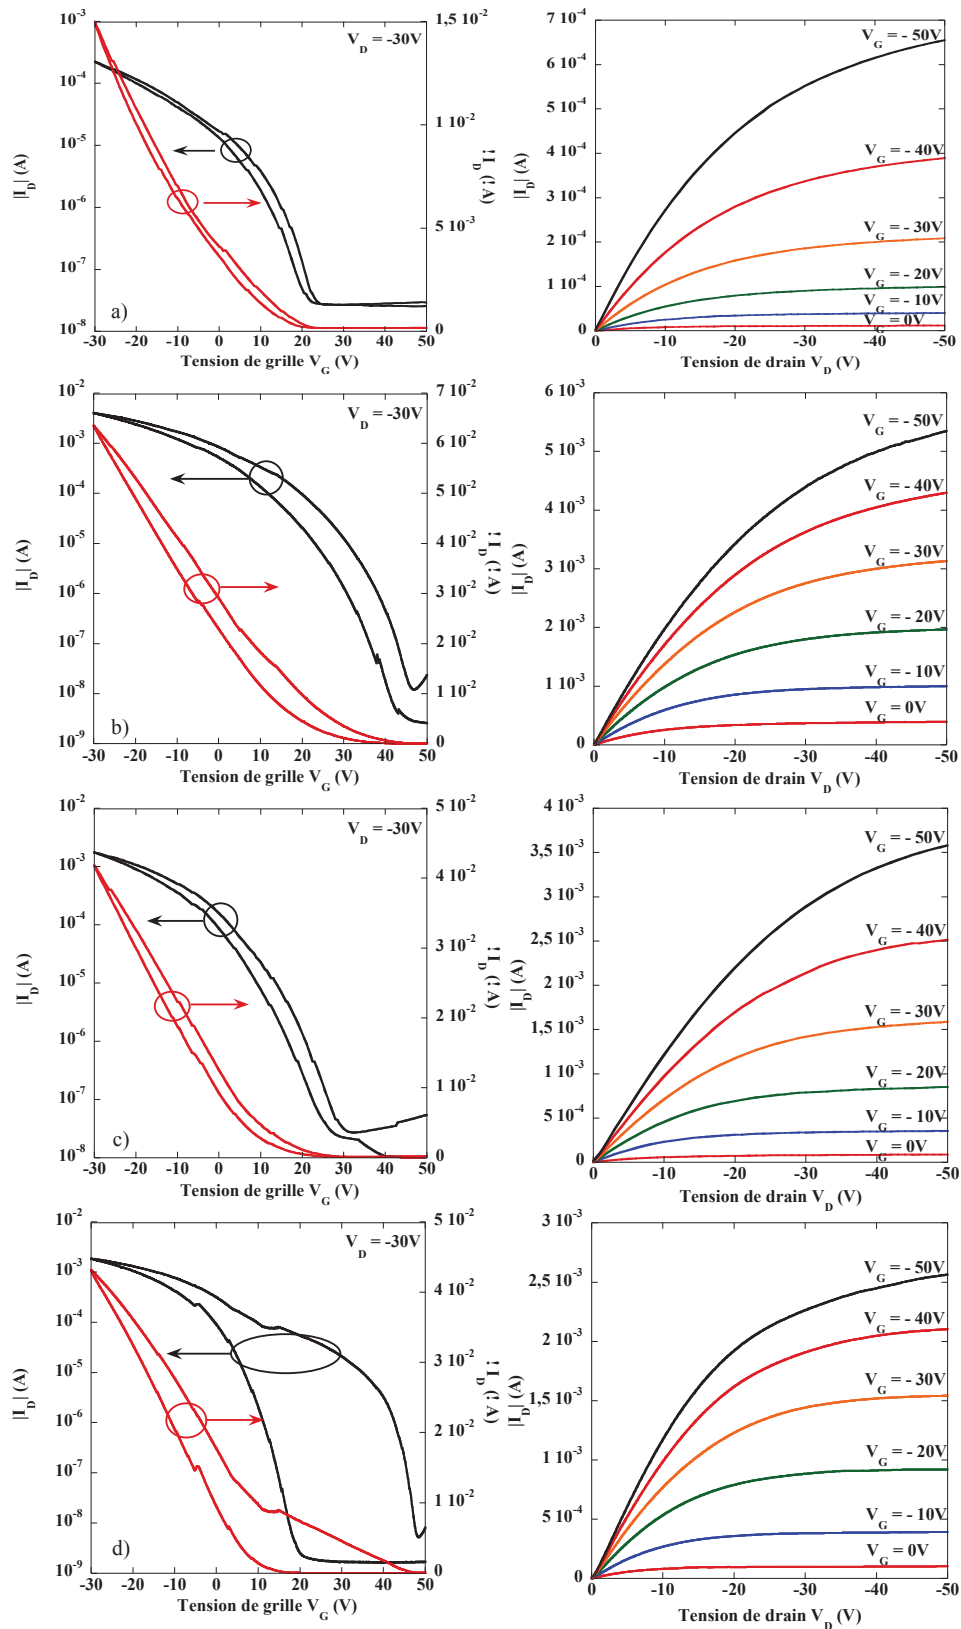 V_D = -30V
|I_D| (A)
10^-3
10^-4
10^-5
10^-6
10^-7
10^-8
1,5 10^-2
1 10^-2
5 10^-3
0
¦ I_D (¦A)
a)
-30 -20 -10 0 10 20 30 40 50
Tension de grille V_G (V)
|I_D| (A)
7 10^-4
6 10^-4
5 10^-4
4 10^-4
3 10^-4
2 10^-4
1 10^-4
0
V_G = - 50V
V_G = - 40V
V_G = - 30V
V_G = - 20V
V_G = - 10V
V_G = 0V
0 -10 -20 -30 -40 -50
Tension de drain V_D (V)
V_D = -30V
|I_D| (A)
10^-2
10^-3
10^-4
10^-5
10^-6
10^-7
10^-8
10^-9
7 10^-2
6 10^-2
5 10^-2
4 10^-2
3 10^-2
2 10^-2
1 10^-2
0
¦ I_D (¦A)
b)
-30 -20 -10 0 10 20 30 40 50
Tension de grille V_G (V)
|I_D| (A)
6 10^-3
5 10^-3
4 10^-3
3 10^-3
2 10^-3
1 10^-3
0
V_G = - 50V
V_G = - 40V
V_G = - 30V
V_G = - 20V
V_G = - 10V
V_G = 0V
0 -10 -20 -30 -40 -50
Tension de drain V_D (V)
V_D = -30V
|I_D| (A)
10^-2
10^-3
10^-4
10^-5
10^-6
10^-7
10^-8
5 10^-2
4 10^-2
3 10^-2
2 10^-2
1 10^-2
0
¦ I_D (¦A)
c)
-30 -20 -10 0 10 20 30 40 50
Tension de grille V_G (V)
|I_D| (A)
4 10^-3
3,5 10^-3
3 10^-3
2,5 10^-3
2 10^-3
1,5 10^-3
1 10^-3
5 10^-4
0
V_G = - 50V
V_G = - 40V
V_G = - 30V
V_G = - 20V
V_G = - 10V
V_G = 0V
0 -10 -20 -30 -40 -50
Tension de drain V_D (V)
V_D = -30V
|I_D| (A)
10^-2
10^-3
10^-4
10^-5
10^-6
10^-7
10^-8
10^-9
5 10^-2
4 10^-2
3 10^-2
2 10^-2
1 10^-2
0
¦ I_D (¦A)
d)
-30 -20 -10 0 10 20 30 40 50
Tension de grille V_G (V)
|I_D| (A)
3 10^-3
2,5 10^-3
2 10^-3
1,5 10^-3
1 10^-3
5 10^-4
0
V_G = - 50V
V_G = - 40V
V_G = - 30V
V_G = - 20V
V_G = - 10V
V_G = 0V
0 -10 -20 -30 -40 -50
Tension de drain V_D (V)